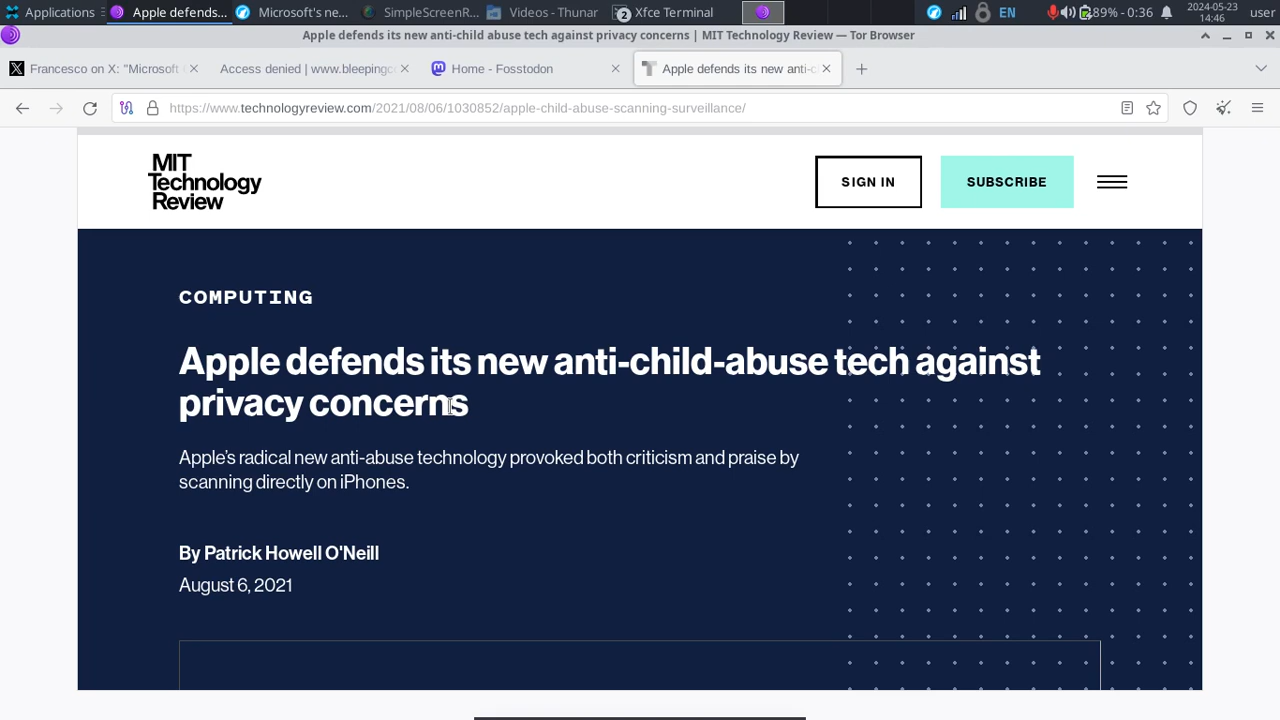 Applications
Apple defends...
Microsoft's ne...
SimpleScreenR...
Videos - Thunar
2
Xfce Terminal
EN
89% - 0:36
2024-05-23
14:46
user
Apple defends its new anti-child abuse tech against privacy concerns | MIT Technology Review — Tor Browser
Francesco on X: "Microsoft
Access denied | www.bleepingc
Home - Fosstodon
Apple defends its new anti-c
https://www.technologyreview.com/2021/08/06/1030852/apple-child-abuse-scanning-surveillance/
MIT
Technology
Review
SIGN IN
SUBSCRIBE
COMPUTING
Apple defends its new anti-child-abuse tech against
privacy concerns
Apple's radical new anti-abuse technology provoked both criticism and praise by
scanning directly on iPhones.
By Patrick Howell O'Neill
August 6, 2021